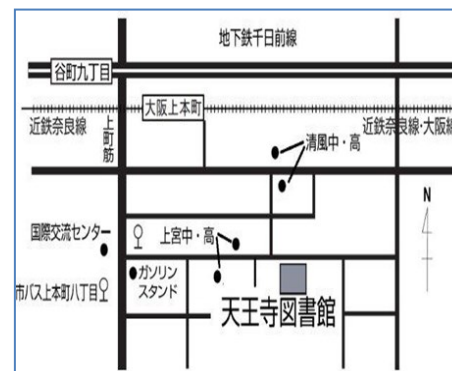 地下鉄千日前線
谷町九丁目
大阪上本町
近鉄奈良線
上町筋
近鉄奈良線・大阪線
清風中・高
N
国際交流センター
上宮中・高
ガソリン
スタンド
市バス上本町八丁目
天王寺図書館